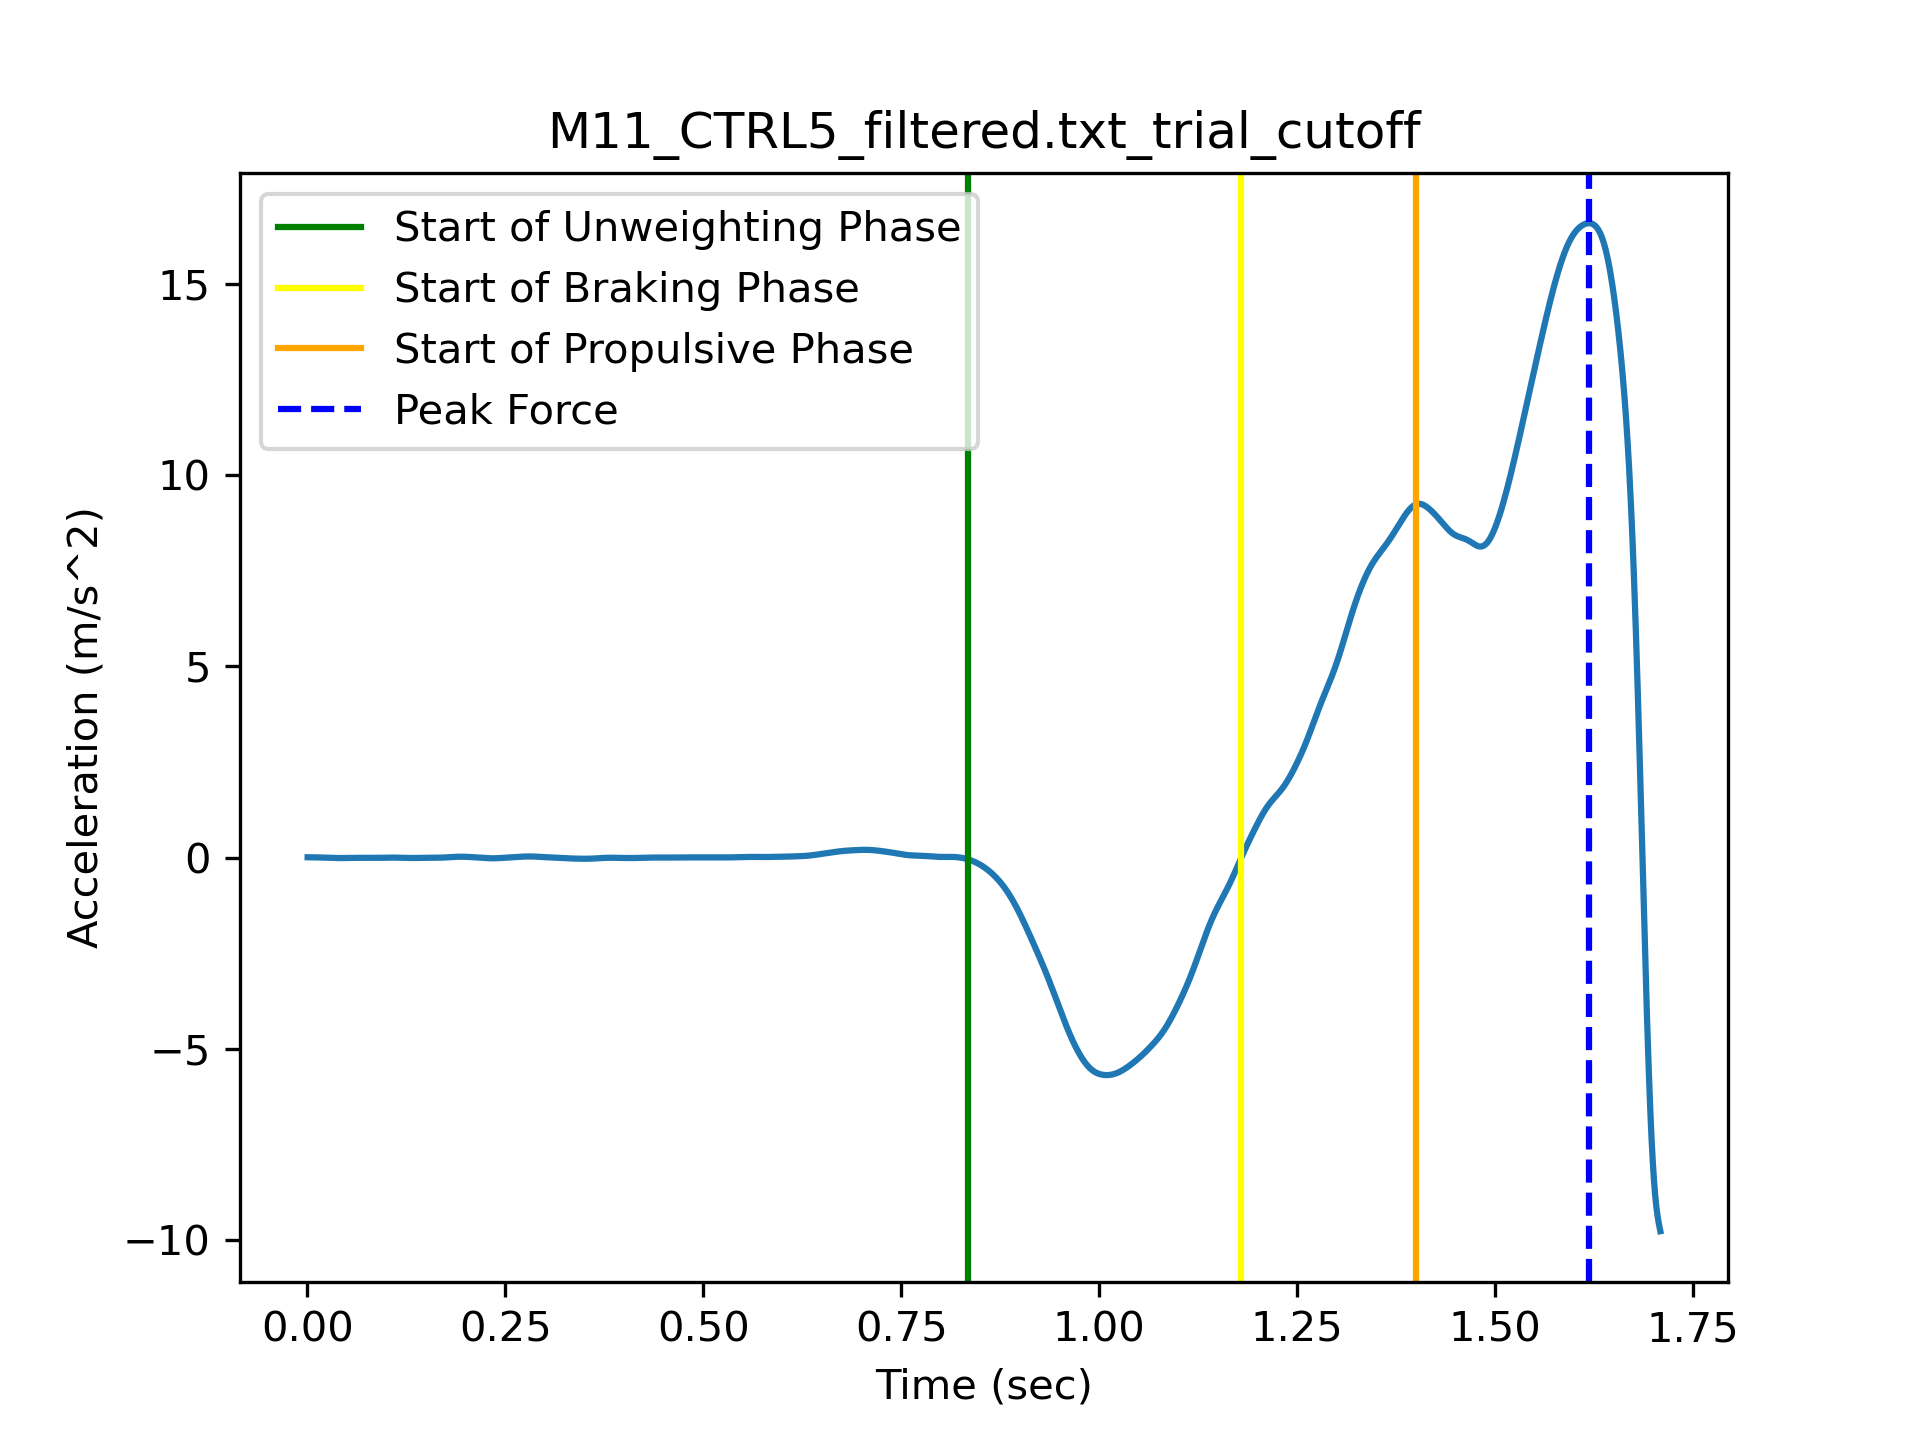 M11_CTRL5_filtered.txt_trial_cutoff
Start of Unweighting Phase
Start of Braking Phase
Start of Propulsive Phase
Peak Force
15
10
5
0
−5
−10
Acceleration (m/s^2)
0.00 0.25 0.50 0.75 1.00 1.25 1.50 1.75
Time (sec)